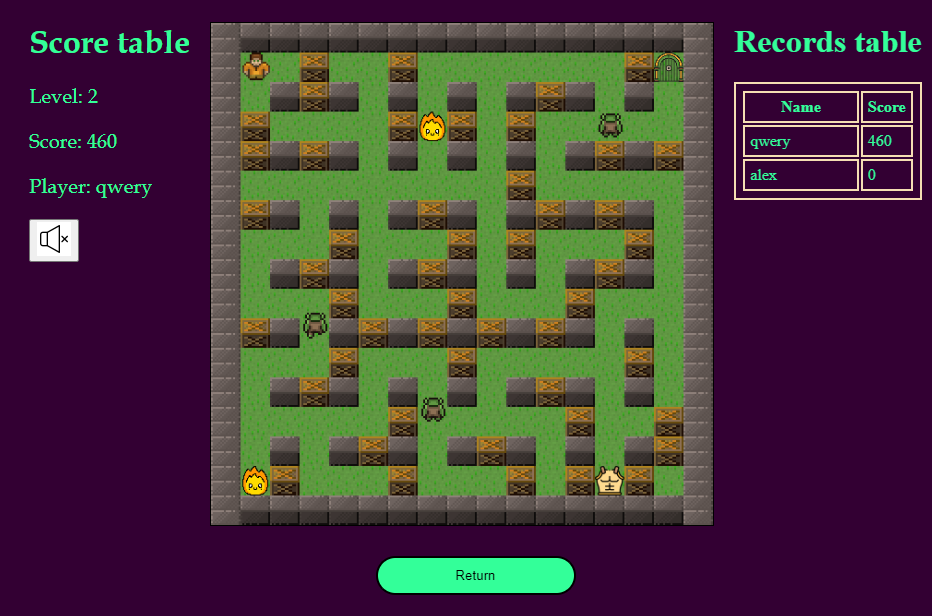 Score table
Level: 2
Score: 460
Player: qwery
Records table
Name Score
qwery 460
alex 0
Return